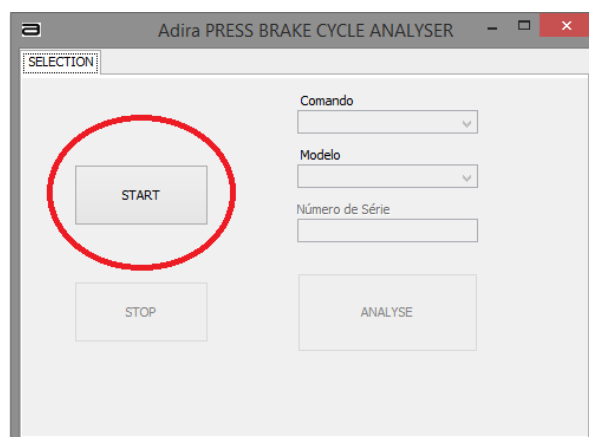 Adira PRESS BRAKE CYCLE ANALYSER
SELECTION
Comando
Modelo
START
Número de Série
STOP
ANALYSE